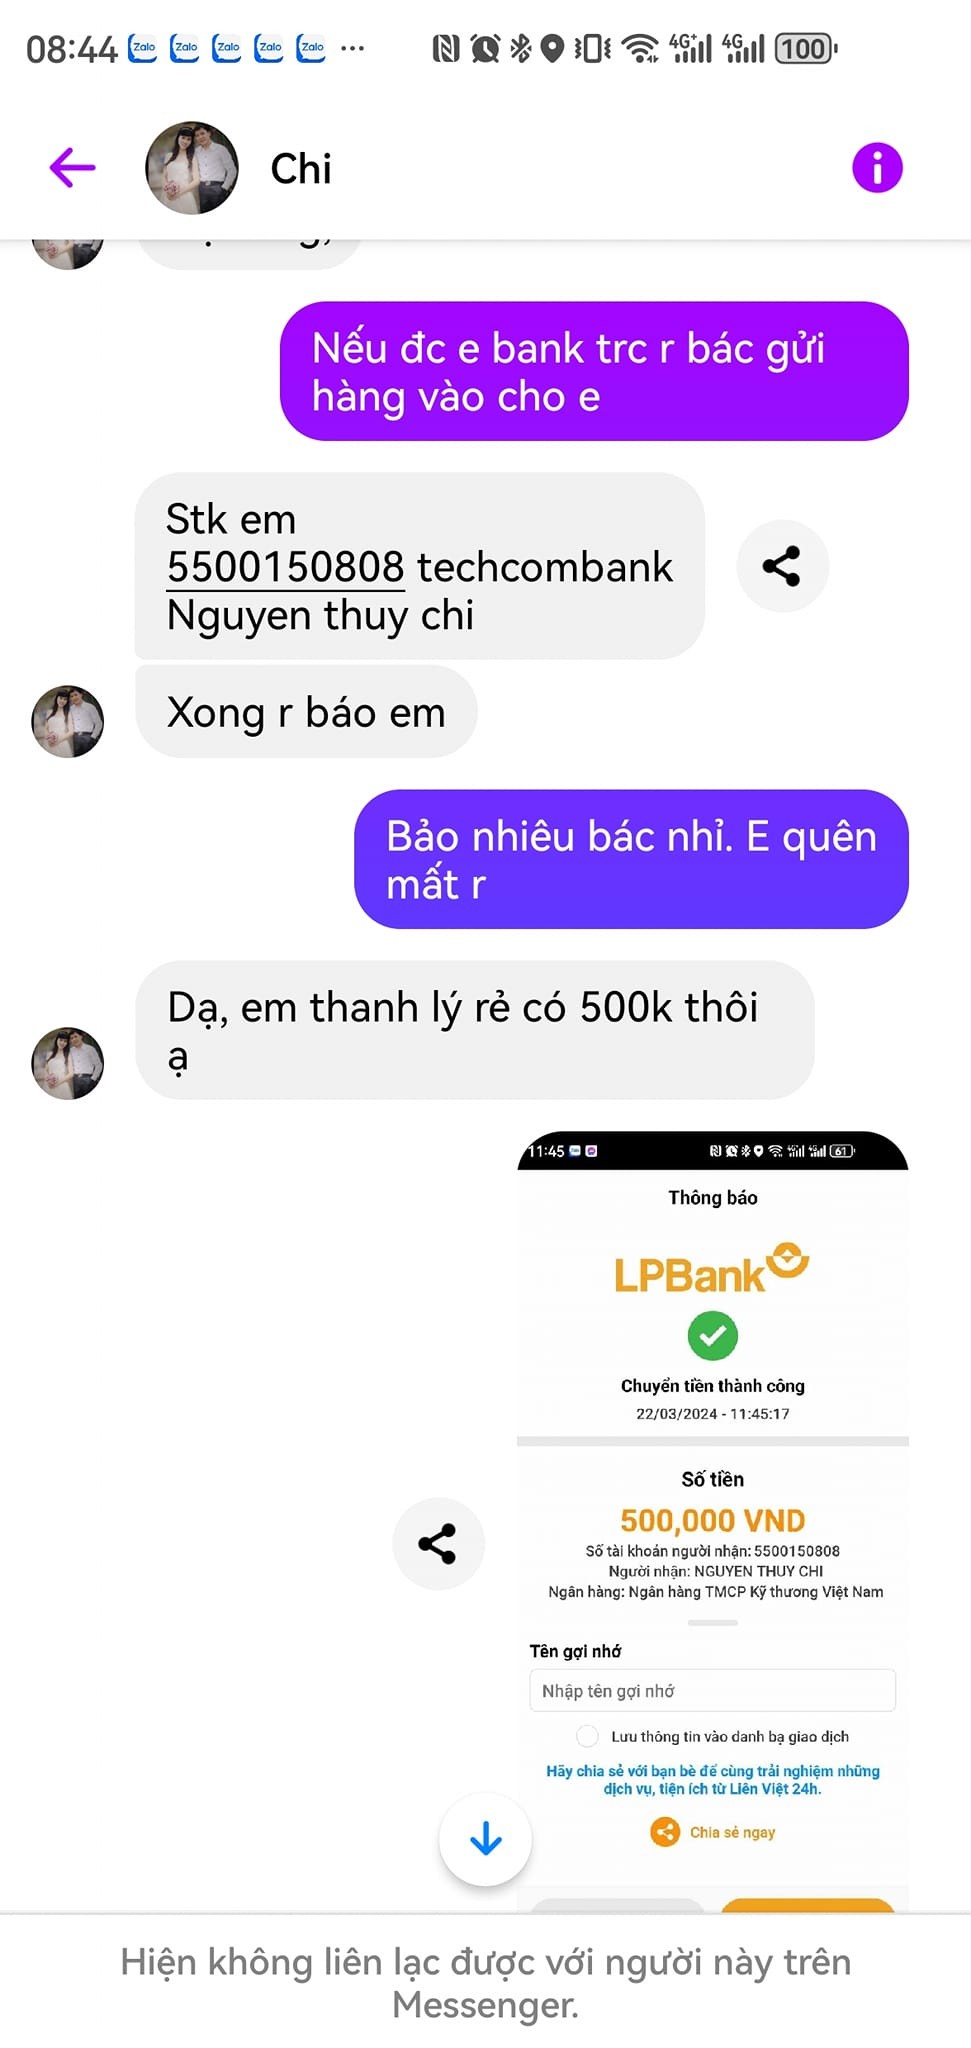 08:44 Zalo Zalo Zalo Zalo Zalo ... 4G+ 4G 100
Chi
Nếu đc e bank trc r bác gửi
hàng vào cho e
Stk em
5500150808 techcombank
Nguyen thuy chi
Xong r báo em
Bảo nhiêu bác nhỉ. E quên
mất r
Dạ, em thanh lý rẻ có 500k thôi
ạ
11:45 61
Thông báo
LPBank
Chuyển tiền thành công
22/03/2024 - 11:45:17
Số tiền
500,000 VND
Số tài khoản người nhận: 5500150808
Người nhận: NGUYEN THUY CHI
Ngân hàng: Ngân hàng TMCP Kỹ thương Việt Nam
Tên gợi nhớ
Nhập tên gợi nhớ
Lưu thông tin vào danh bạ giao dịch
Hãy chia sẻ với bạn bè để cùng trải nghiệm những
dịch vụ, tiện ích từ Liên Việt 24h.
Chia sẻ ngay
Hiện không liên lạc được với người này trên
Messenger.